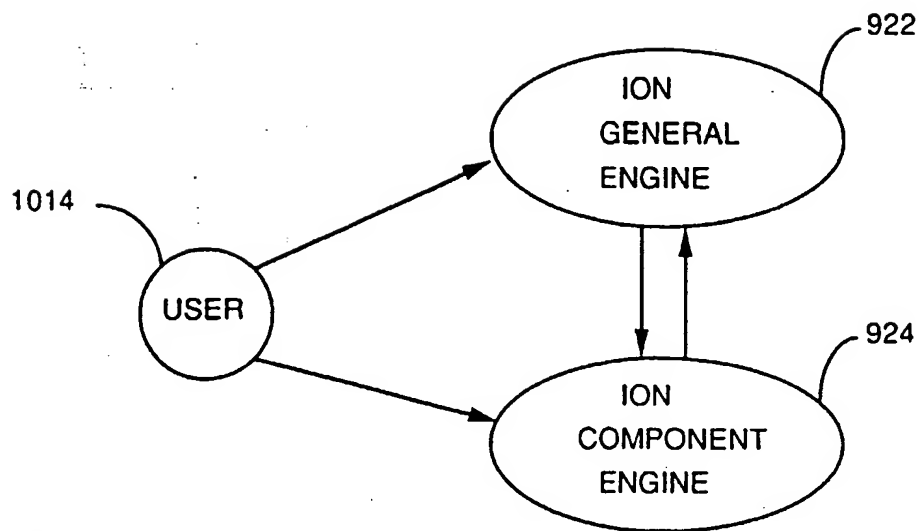 922
ION
GENERAL
ENGINE
1014
USER
924
ION
COMPONENT
ENGINE